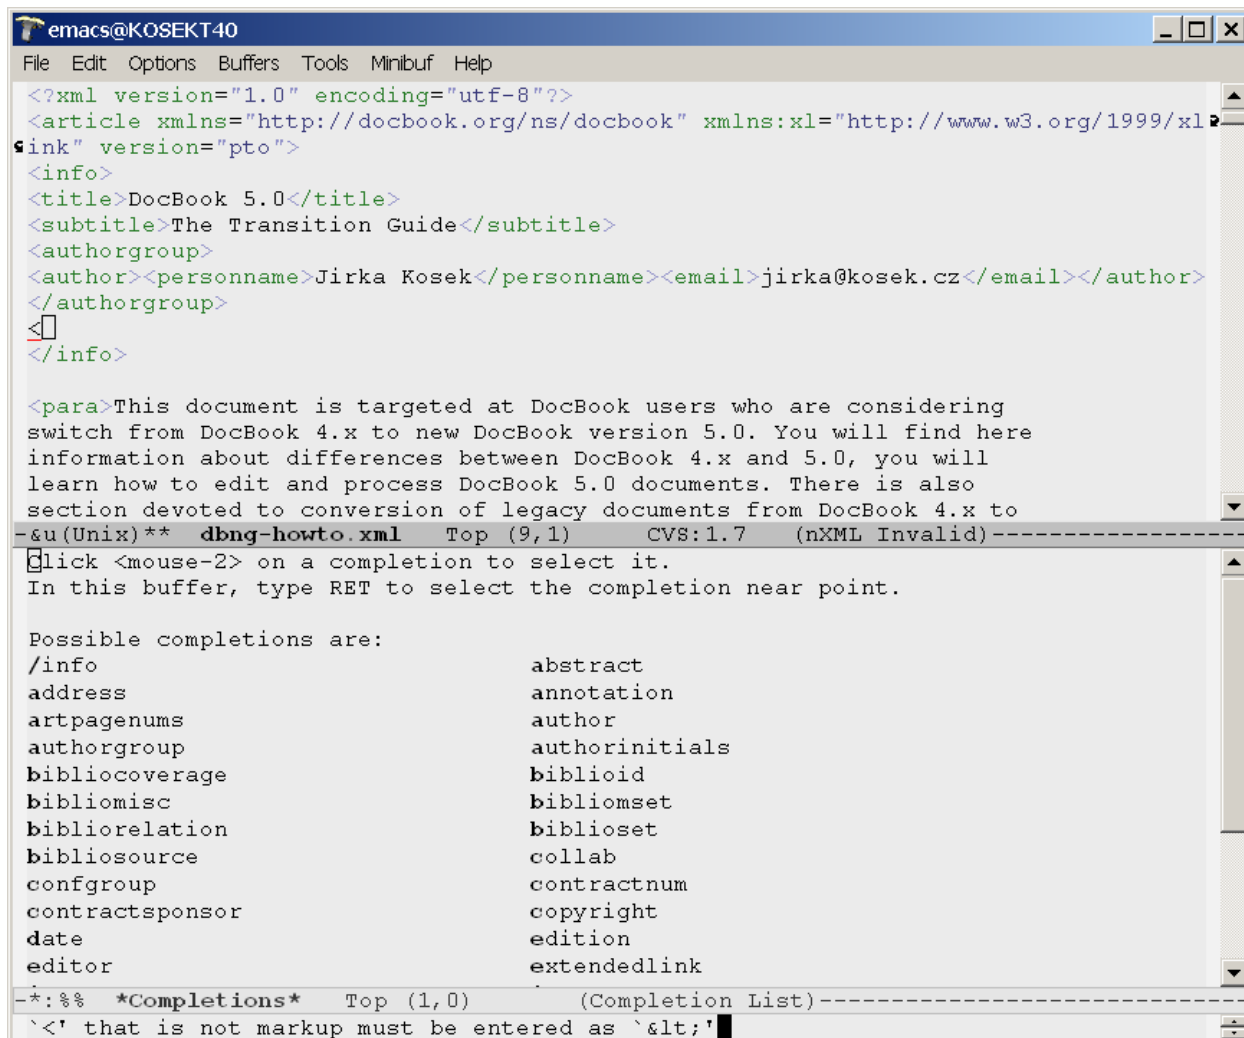 emacs@KOSEKT40
File Edit Options Buffers Tools Minibuf Help
<?xml version="1.0" encoding="utf-8"?>
<article xmlns="http://docbook.org/ns/docbook" xmlns:xl="http://www.w3.org/1999/xl
ink" version="pto">
<info>
<title>DocBook 5.0</title>
<subtitle>The Transition Guide</subtitle>
<authorgroup>
<author><personname>Jirka Kosek</personname><email>jirka@kosek.cz</email></author>
</authorgroup>
<
</info>
<para>This document is targeted at DocBook users who are considering
switch from DocBook 4.x to new DocBook version 5.0. You will find here
information about differences between DocBook 4.x and 5.0, you will
learn how to edit and process DocBook 5.0 documents. There is also
section devoted to conversion of legacy documents from DocBook 4.x to
-&u(Unix)** dbng-howto.xml Top (9,1) CVS:1.7 (nXML Invalid)------------------
Click <mouse-2> on a completion to select it.
In this buffer, type RET to select the completion near point.
Possible completions are:
/info abstract
address annotation
artpagenums author
authorgroup authorinitials
bibliocoverage biblioid
bibliomisc bibliomset
bibliorelation biblioset
bibliosource collab
confgroup contractnum
contractsponsor copyright
date edition
editor extendedlink
-*:%% *Completions* Top (1,0) (Completion List)------------------------------
`<' that is not markup must be entered as `&lt;'